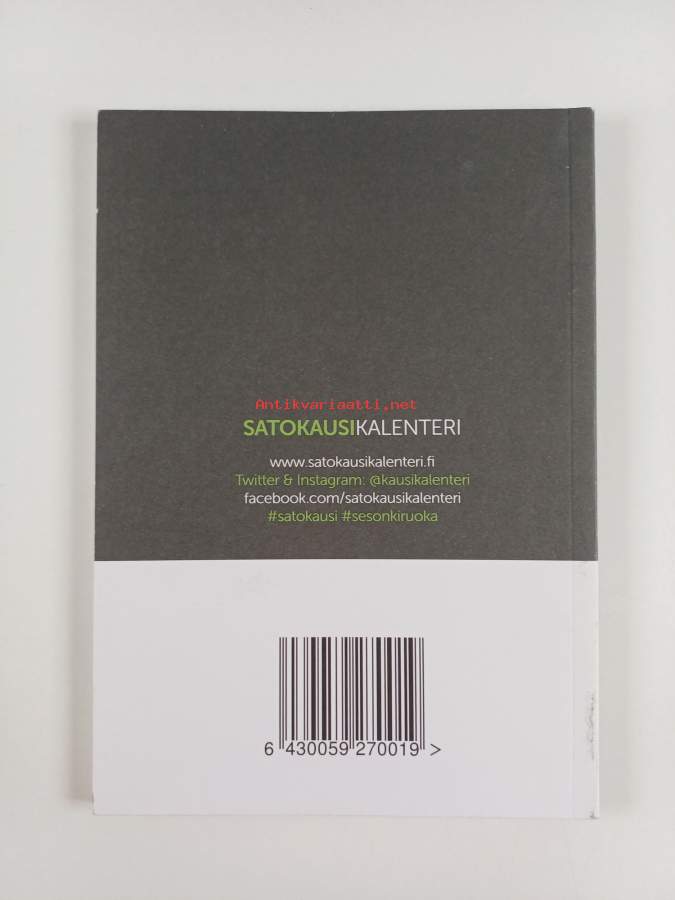 Antikvariaatti.net
SATOKAUSIKALENTERI
www.satokausikalenteri.fi
Twitter & Instagram: @kausikalenteri
facebook.com/satokausikalenteri
#satokausi #sesonkiruoka
6 430059 270019 >